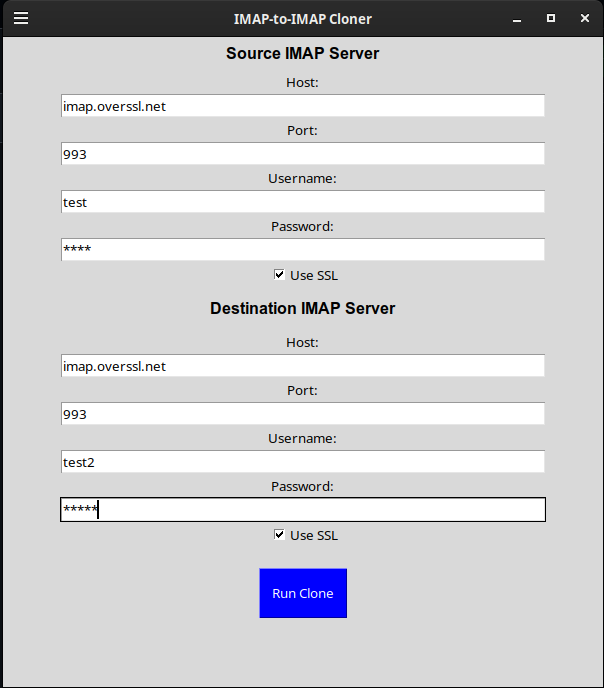 IMAP-to-IMAP Cloner
Source IMAP Server
Host:
imap.overssl.net
Port:
993
Username:
test
Password:
****
Use SSL
Destination IMAP Server
Host:
imap.overssl.net
Port:
993
Username:
test2
Password:
*****
Use SSL
Run Clone